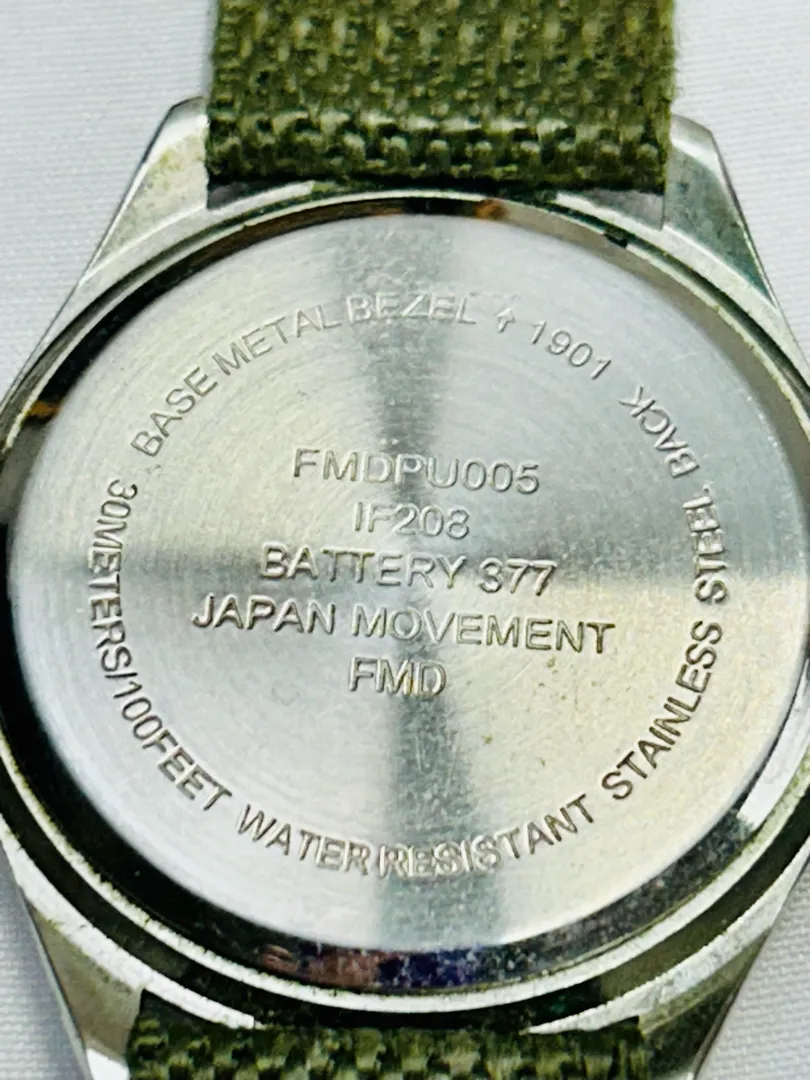 BASE METAL BEZEL ↑ 1901
FMDPU005
IF208
BATTERY 377
JAPAN MOVEMENT
FMD
30METERS/100FEET WATER RESISTANT STAINLESS STEEL BACK